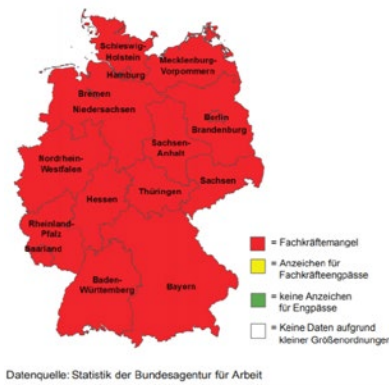 Schleswig-
Holstein
Mecklenburg-
Vorpommern
Hamburg
Bremen
Niedersachsen
Berlin
Brandenburg
Sachsen-
Anhalt
Nordrhein-
Westfalen
Sachsen
Thüringen
Hessen
Rheinland-
Pfalz
Saarland
Baden-
Württemberg
Bayern
= Fachkräftemangel
= Anzeichen für
Fachkräfteengpässe
= keine Anzeichen
für Engpässe
= Keine Daten aufgrund
kleiner Größenordnungen
Datenquelle: Statistik der Bundesagentur für Arbeit